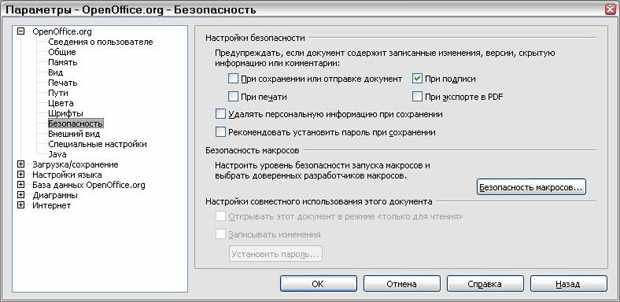 Параметры - OpenOffice.org - Безопасность
OpenOffice.org
Сведения о пользователе
Общие
Память
Вид
Печать
Пути
Цвета
Шрифты
Безопасность
Внешний вид
Специальные настройки
Java
Загрузка/сохранение
Настройки языка
База данных OpenOffice.org
Диаграммы
Интернет
Настройки безопасности
Предупреждать, если документ содержит записанные изменения, версии, скрытую
информацию или комментарии:
При сохранении или отправке документ
При подписи
При печати
При экспорте в PDF
Удалять персональную информацию при сохранении
Рекомендовать установить пароль при сохранении
Безопасность макросов
Настроить уровень безопасности запуска макросов и
выбрать доверенных разработчиков макросов.
Безопасность макросов...
Настройки совместного использования этого документа
Открывать этот документ в режиме «только для чтения»
Записывать изменения
Установить пароль...
ОК
Отмена
Справка
Назад